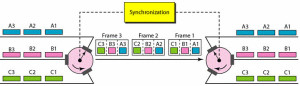 Synchronization
A3 A2 A1
B3 B2 B1
C3 C2 C1
Frame 3 Frame 2 Frame 1
C3 B3 A3 C2 B2 A2 C1 B1 A1
A3 A2 A1
B3 B2 B1
C3 C2 C1